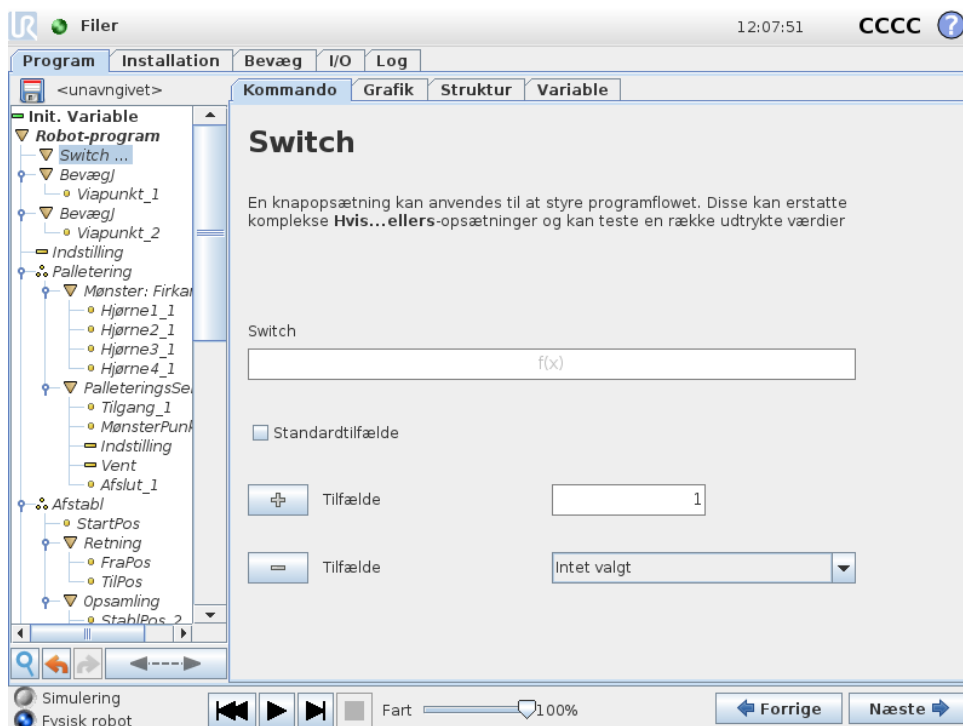 UR Filer 12:07:51 CCCC ?
Program Installation Bevæg I/O Log
<unavngivet>
Kommando Grafik Struktur Variable
Init. Variable
Robot-program
Switch ...
BevægJ
Viapunkt_1
BevægJ
Viapunkt_2
Indstilling
Palletering
Mønster: Firkan
Hjørne1_1
Hjørne2_1
Hjørne3_1
Hjørne4_1
PalleteringsSe
Tilgang_1
MønsterPunk
Indstilling
Vent
Afslut_1
Afstabl
StartPos
Retning
FraPos
TilPos
Opsamling
StablPos_2
Switch
En knapopsætning kan anvendes til at styre programflowet. Disse kan erstatte
komplekse Hvis...ellers-opsætninger og kan teste en række udtrykte værdier
Switch
f(x)
Standardtilfælde
Tilfælde 1
Tilfælde Intet valgt
Simulering
Fysisk robot
Fart 100%
Forrige Næste